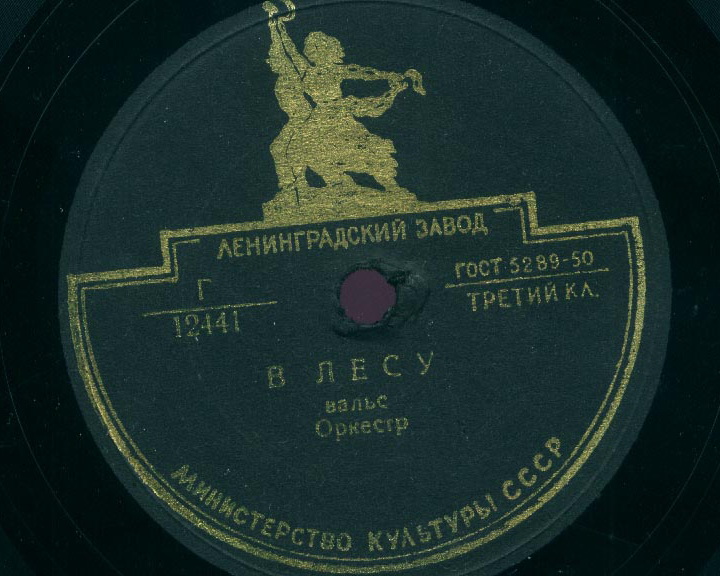 ЛЕНИНГРАДСКИЙ ЗАВОД
Г
12441
ГОСТ 5289-50
ТРЕТИЙ КЛ.
В ЛЕСУ
вальс
Оркестр
МИНИСТЕРСТВО КУЛЬТУРЫ СССР